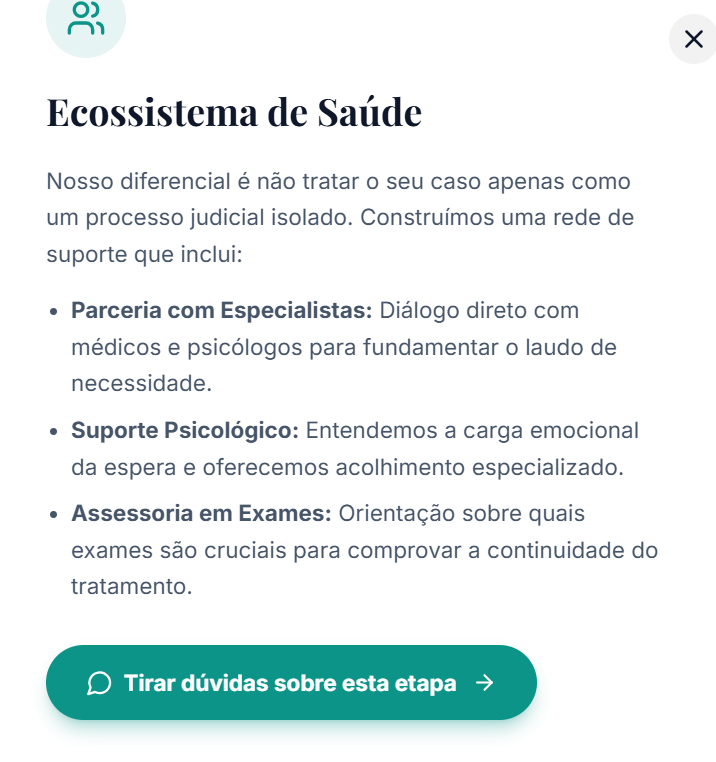 Ecossistema de Saúde
Nosso diferencial é não tratar o seu caso apenas como
um processo judicial isolado. Construímos uma rede de
suporte que inclui:
• Parceria com Especialistas: Diálogo direto com
médicos e psicólogos para fundamentar o laudo de
necessidade.
• Suporte Psicológico: Entendemos a carga emocional
da espera e oferecemos acolhimento especializado.
• Assessoria em Exames: Orientação sobre quais
exames são cruciais para comprovar a continuidade do
tratamento.
Tirar dúvidas sobre esta etapa →